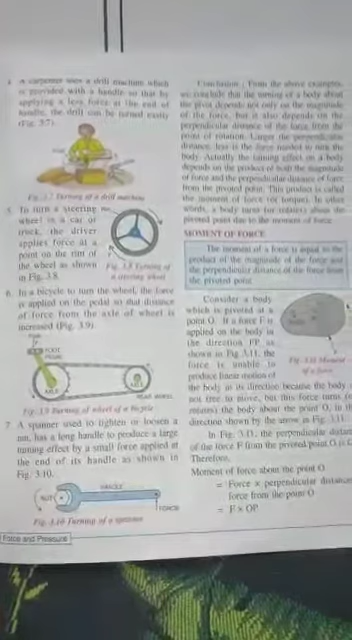 4. A carpenter uses a drill machine which
is provided with a handle so that by
applying a less force at the end of
handle, the drill can be turned easily
(Fig. 3.7).
Fig. 3.7 Turning of a drill machine
5. To turn a steering
wheel in a car or
truck, the driver
applies force at a
point on the rim of
the wheel as shown
in Fig. 3.8.
Fig. 3.8 Turning of
a steering wheel
6. In a bicycle to turn the wheel, the force
is applied on the pedal so that distance
of force from the axle of wheel is
increased (Fig. 3.9).
FOOT
PEDAL
AXLE
AXLE
REAR WHEEL
Fig. 3.9 Turning of wheel of a bicycle
7. A spanner used to tighten or loosen a
nut, has a long handle to produce a large
turning effect by a small force applied at
the end of its handle as shown in
Fig. 3.10.
HANDLE
NUT
FORCE
Fig. 3.10 Turning of a spanner
Force and Pressure
Conclusion : From the above examples,
we conclude that the turning of a body about
the pivot depends not only on the magnitude
of the force, but it also depends on the
perpendicular distance of the force from the
point of rotation. Larger the perpendicular
distance, less is the force needed to turn the
body. Actually the turning effect on a body
depends on the product of both the magnitude
of force and the perpendicular distance of force
from the pivoted point. This product is called
the moment of force (or torque). In other
words, a body turns (or rotates) about the
pivoted point due to the moment of force.
MOMENT OF FORCE
The moment of a force is equal to the
product of the magnitude of the force and
the perpendicular distance of the force from
the pivoted point.
Consider a body
which is pivoted at a
point O. If a force F is
applied on the body in
the direction FP as
shown in Fig. 3.11, the
force is unable to
produce linear motion of
Fig. 3.11 Moment
of a force
the body in its direction because the body
not free to move, but this force turns
rotates) the body about the point O, in the
direction shown by the arrow in Fig. 3.11.
In Fig. 3.11, the perpendicular distance
of the force F from the pivoted point O is
Therefore,
Moment of force about the point O
= Force × perpendicular distance
force from the point O
= F × OP